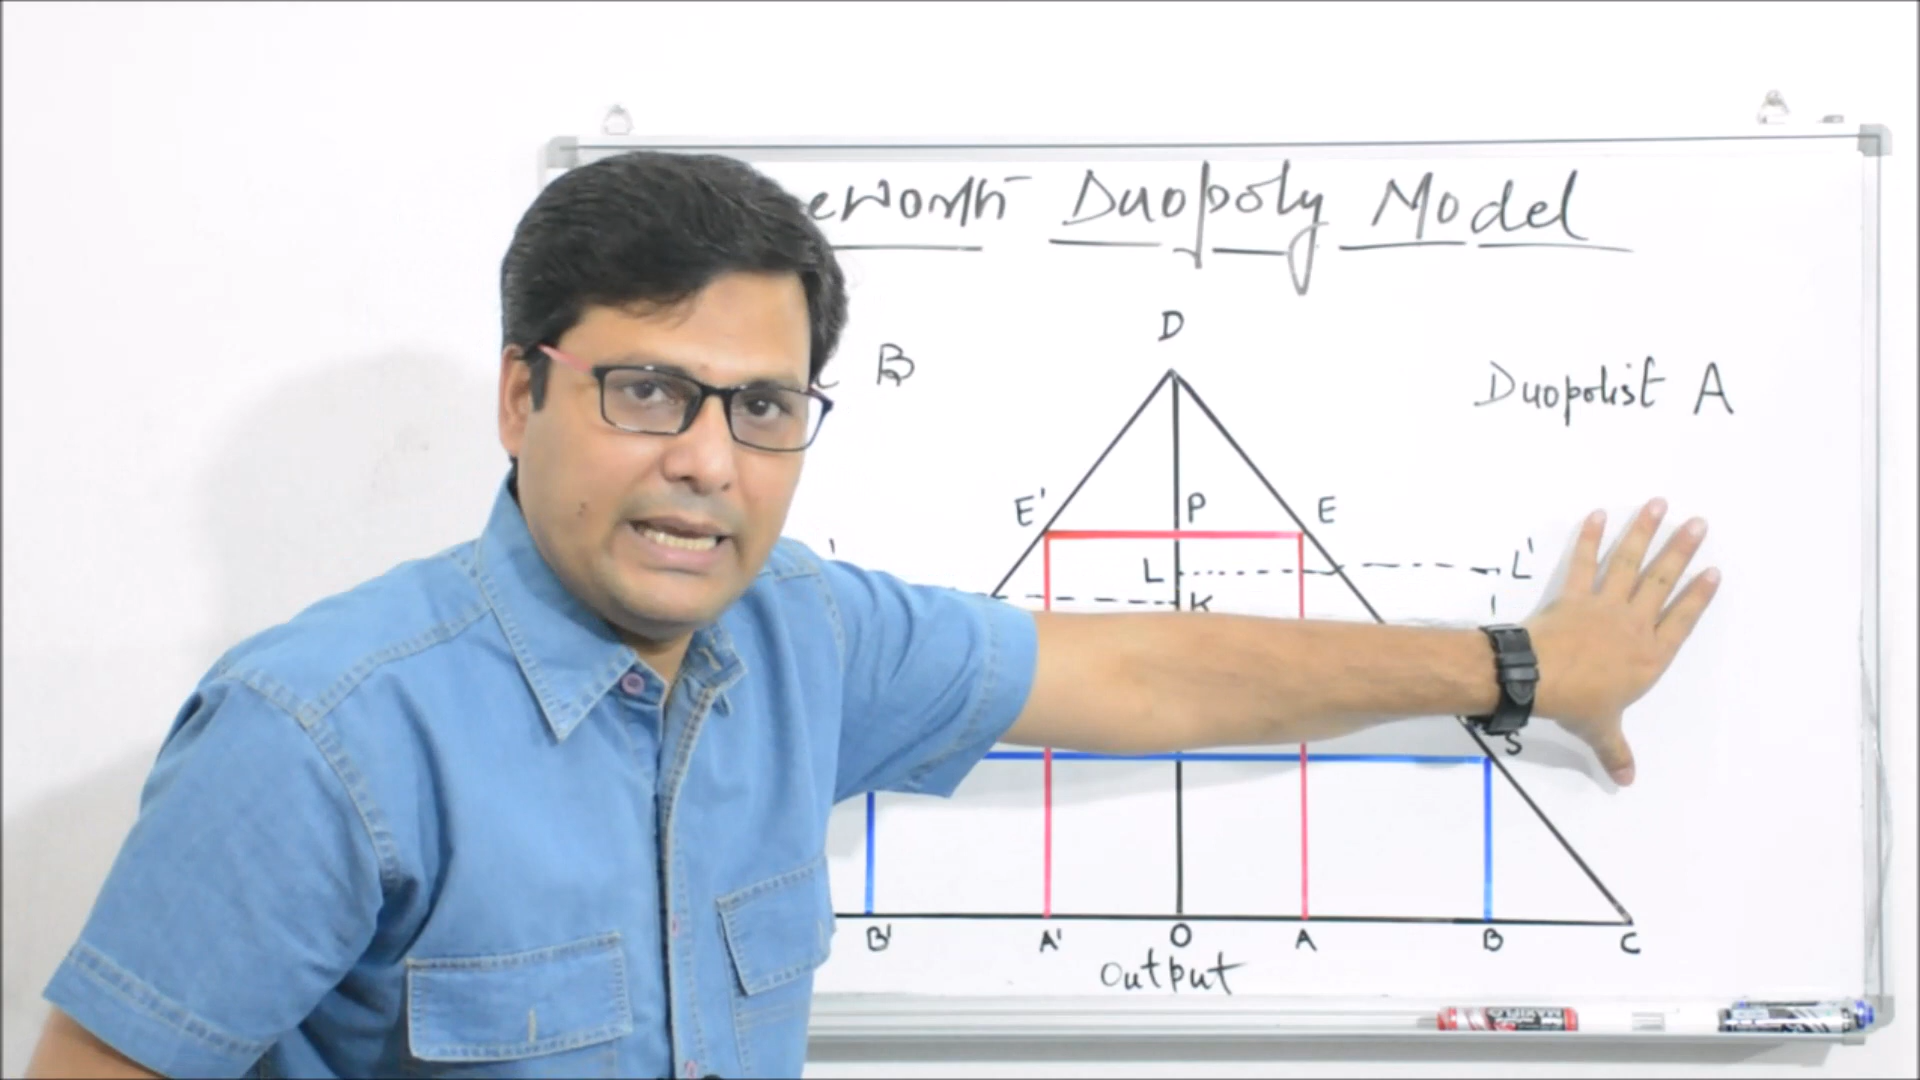 Duopoly Model
D
B
Duopolist A
E' P E
L L'
K
S
B' A' O A B C
Output